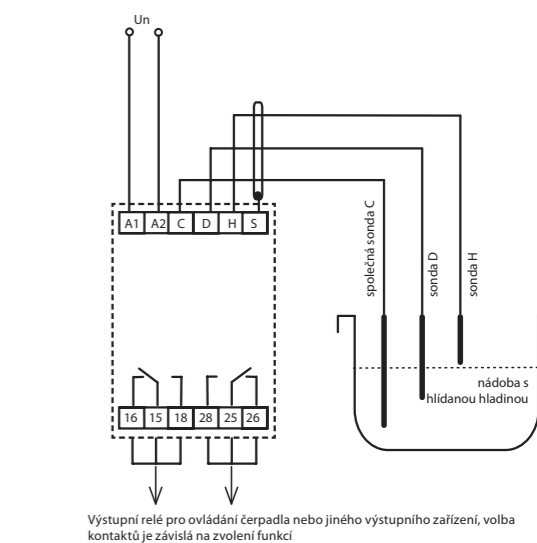 Un
A1 A2 C D H S
společná sonda C
sonda D
sonda H
nádoba s
hlídanou hladinou
16 15 18 28 25 26
Výstupní relé pro ovládání čerpadla nebo jiného výstupního zařízení, volba
kontaktů je závislá na zvolení funkcí